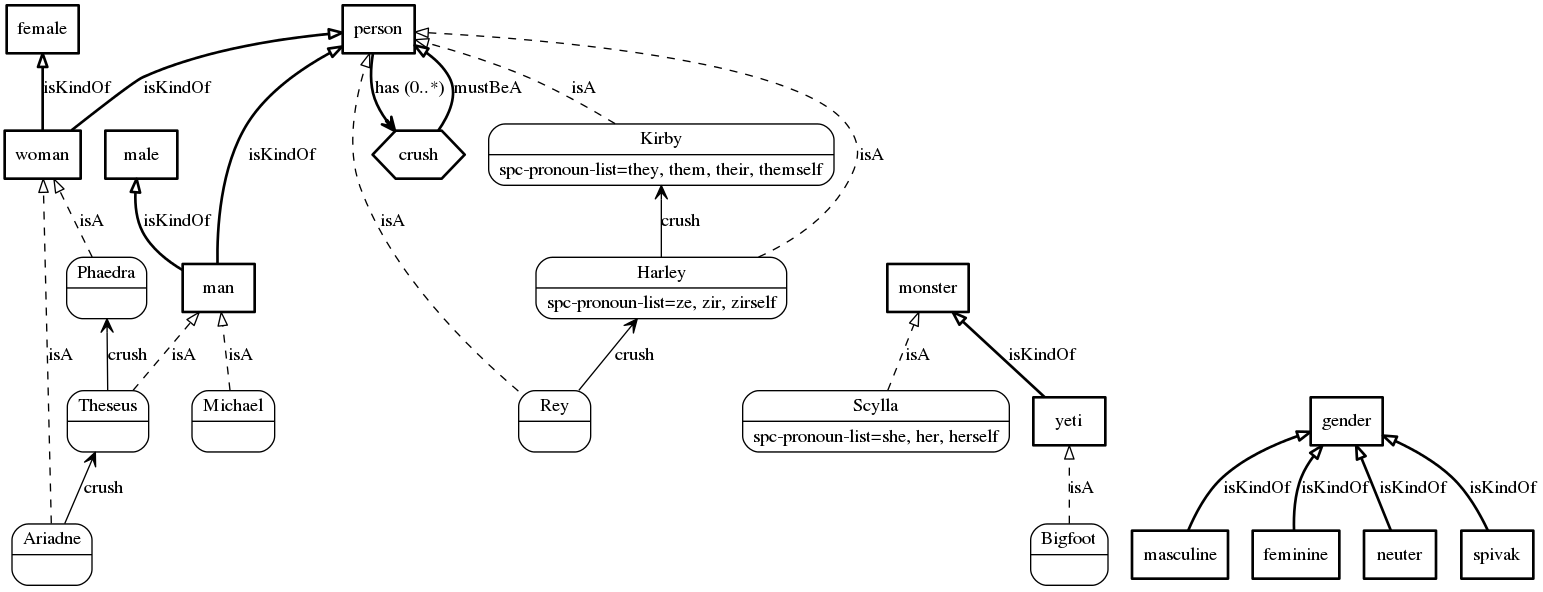 female
person
isKindOf
isKindOf
has (0..*)
mustBeA
isA
woman
male
isKindOf
crush
Kirby
spc-pronoun-list=they, them, their, themself
isA
isA
isKindOf
isA
crush
Phaedra
man
Harley
spc-pronoun-list=ze, zir, zirself
monster
isA
crush
isA
isA
crush
isA
isKindOf
Theseus
Michael
Rey
Scylla
spc-pronoun-list=she, her, herself
yeti
gender
crush
isA
isKindOf
isKindOf
isKindOf
isKindOf
Ariadne
Bigfoot
masculine
feminine
neuter
spivak